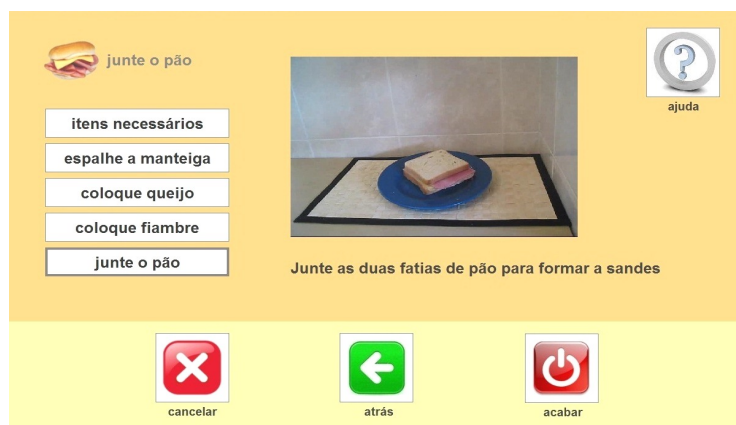 junte o pão
itens necessários
espalhe a manteiga
coloque queijo
coloque fiambre
junte o pão
Junte as duas fatias de pão para formar a sandes
ajuda
cancelar
atrás
acabar